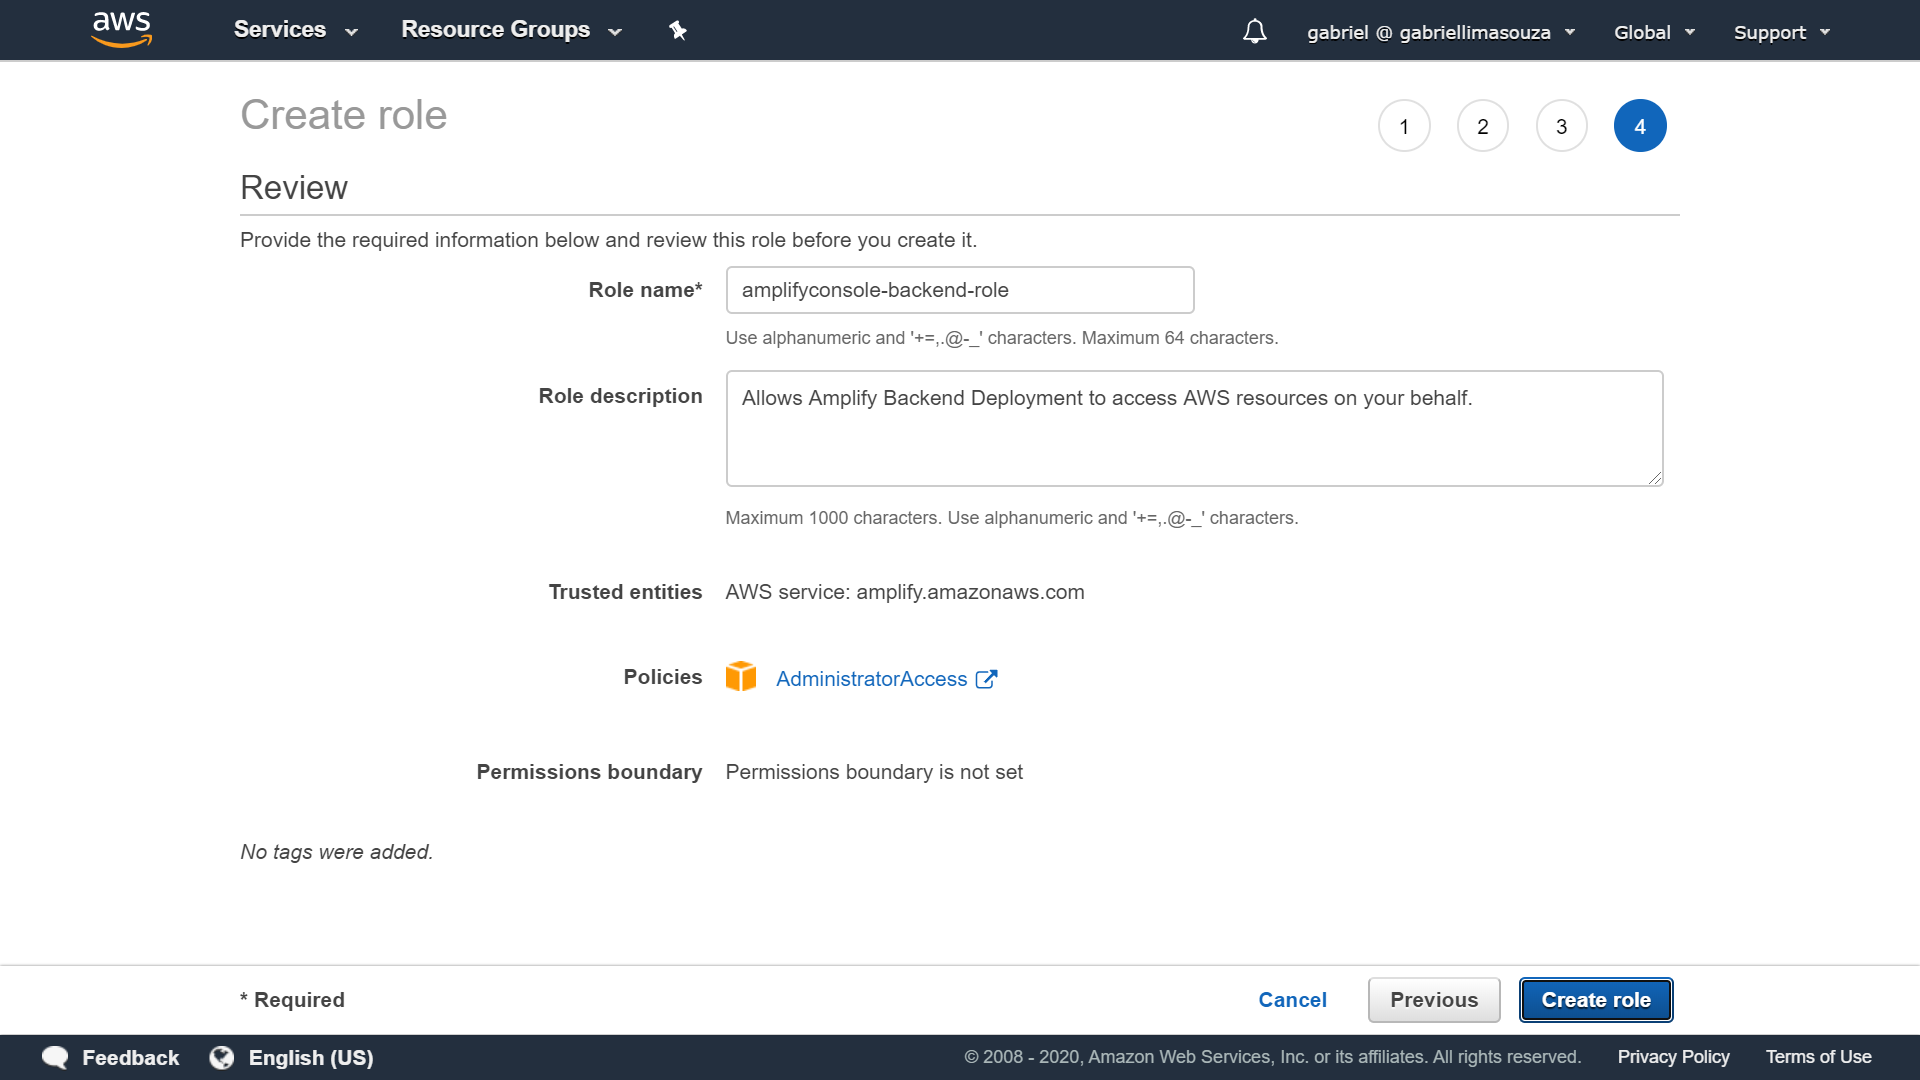 aws Services Resource Groups gabriel @ gabriellimasouza Global Support
Create role 1 2 3 4
Review
Provide the required information below and review this role before you create it.
Role name* amplifyconsole-backend-role
Use alphanumeric and '+=,.@-_' characters. Maximum 64 characters.
Role description Allows Amplify Backend Deployment to access AWS resources on your behalf.
Maximum 1000 characters. Use alphanumeric and '+=,.@-_' characters.
Trusted entities AWS service: amplify.amazonaws.com
Policies AdministratorAccess
Permissions boundary Permissions boundary is not set
No tags were added.
* Required Cancel Previous Create role
Feedback English (US) © 2008 - 2020, Amazon Web Services, Inc. or its affiliates. All rights reserved. Privacy Policy Terms of Use